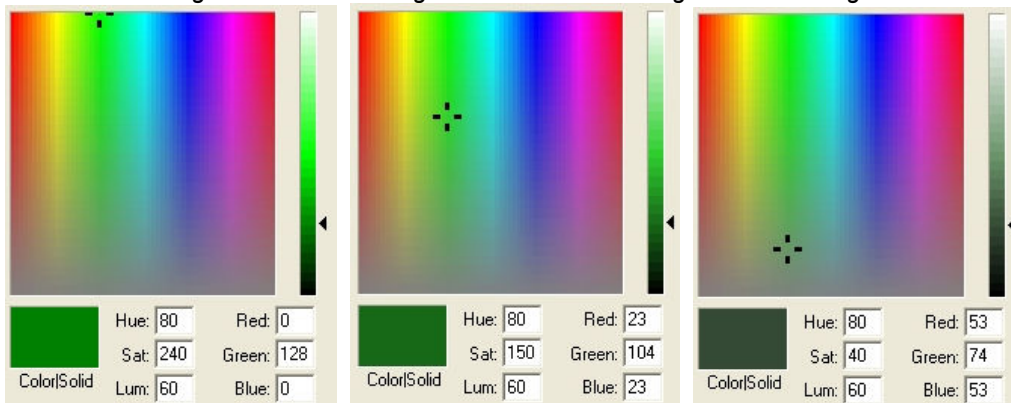 Hue: 80 Red: 0
Sat: 240 Green: 128
Color|Solid
Lum: 60 Blue: 0
Hue: 80 Red: 23
Sat: 150 Green: 104
Color|Solid
Lum: 60 Blue: 23
Hue: 80 Red: 53
Sat: 40 Green: 74
Color|Solid
Lum: 60 Blue: 53